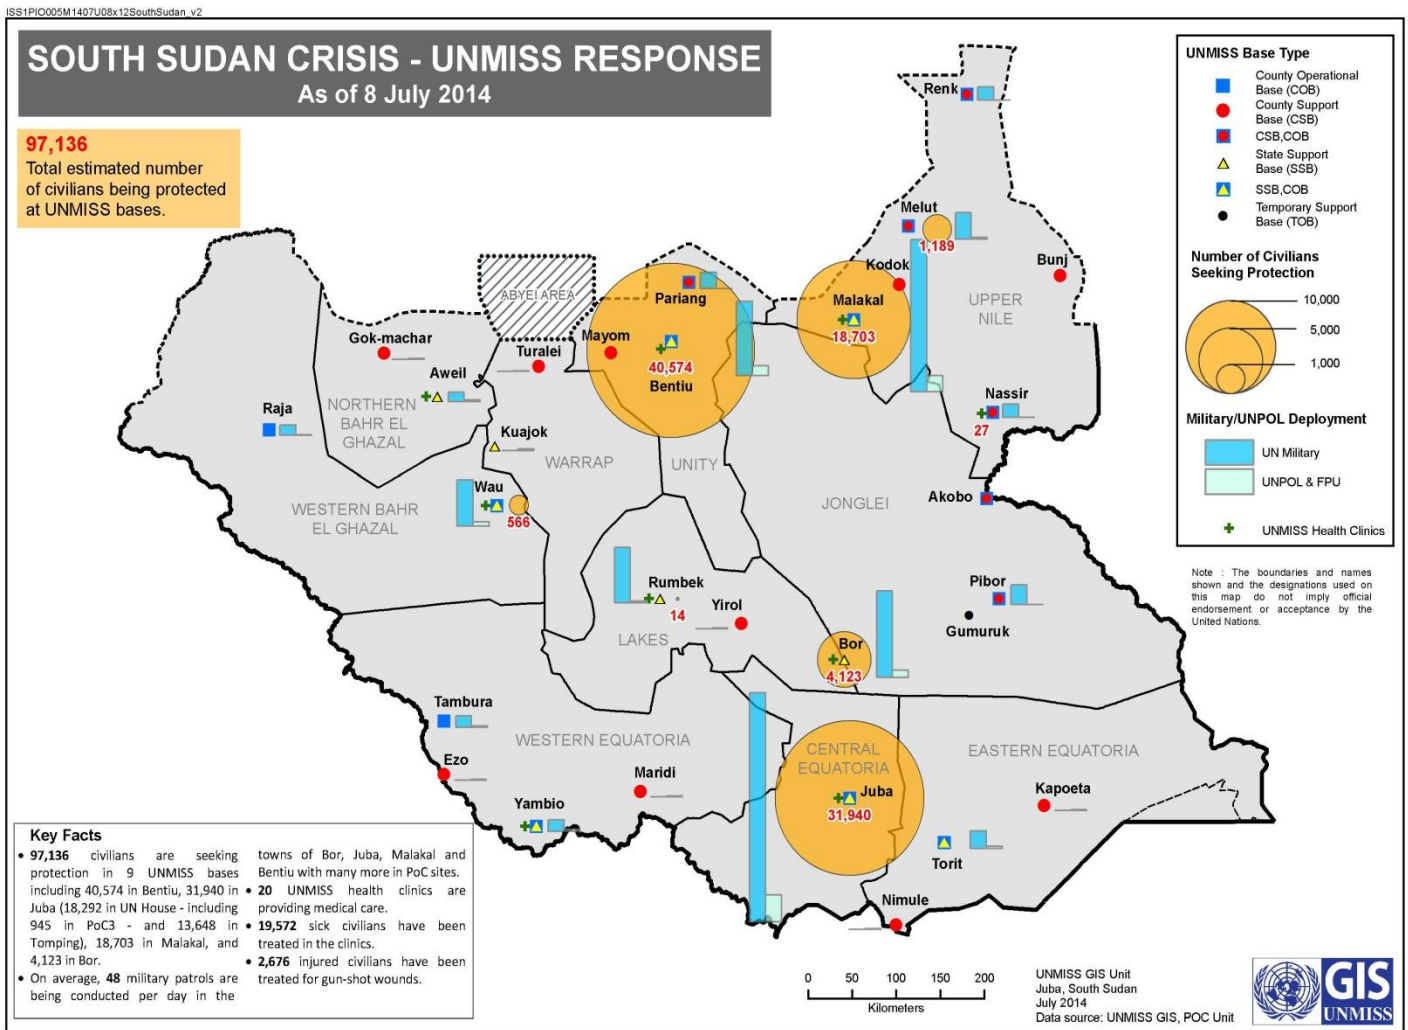 ISS1PIO005M1407U08x12SouthSudan_v2
SOUTH SUDAN CRISIS - UNMISS RESPONSE
As of 8 July 2014
97,136
Total estimated number
of civilians being protected
at UNMISS bases.
UNMISS Base Type
County Operational
Base (COB)
County Support
Base (CSB)
CSB,COB
State Support
Base (SSB)
SSB,COB
Temporary Support
Base (TOB)
Number of Civilians
Seeking Protection
10,000
5,000
1,000
Military/UNPOL Deployment
UN Military
UNPOL & FPU
UNMISS Health Clinics
Note : The boundaries and names
shown and the designations used on
this map do not imply official
endorsement or acceptance by the
United Nations.
Renk
Melut
1,189
Kodok
Bunj
UPPER
NILE
ABYEI AREA
Pariang
Malakal
18,703
Gok-machar
Turalei
Mayom
40,574
Bentiu
Aweil
Nassir
27
Raja
NORTHERN
BAHR EL
GHAZAL
Kuajok
WARRAP
UNITY
Wau
566
WESTERN BAHR
EL GHAZAL
JONGLEI
Akobo
Rumbek
14
Yirol
LAKES
Pibor
Gumuruk
Bor
4,123
Tambura
WESTERN EQUATORIA
CENTRAL
EQUATORIA
EASTERN EQUATORIA
Ezo
Maridi
Juba
31,940
Kapoeta
Yambio
Torit
Nimule
Key Facts
• 97,136 civilians are seeking
protection in 9 UNMISS bases
including 40,574 in Bentiu, 31,940 in
Juba (18,292 in UN House - including
945 in PoC3 - and 13,648 in
Tomping), 18,703 in Malakal, and
4,123 in Bor.
• On average, 48 military patrols are
being conducted per day in the
towns of Bor, Juba, Malakal and
Bentiu with many more in PoC sites.
• 20 UNMISS health clinics are
providing medical care.
• 19,572 sick civilians have been
treated in the clinics.
• 2,676 injured civilians have been
treated for gun-shot wounds.
0 50 100 150 200
Kilometers
UNMISS GIS Unit
Juba, South Sudan
July 2014
Data source: UNMISS GIS, POC Unit
GIS
UNMISS